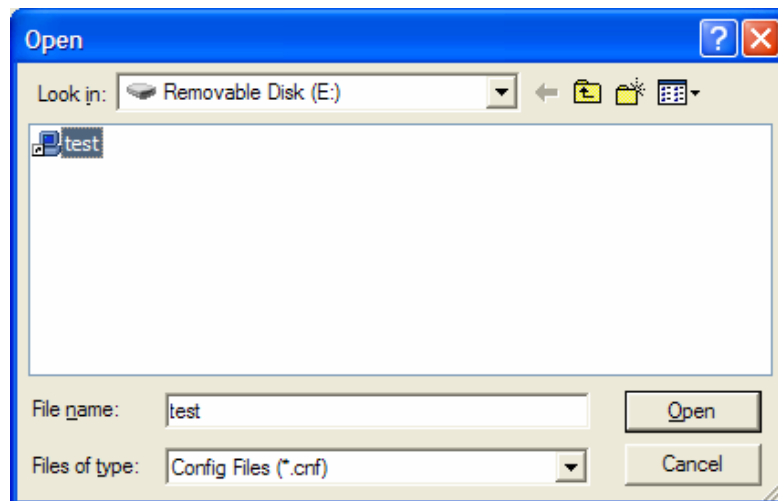 Open
Look in: Removable Disk (E:)
test
File name: test Open
Files of type: Config Files (*.cnf) Cancel